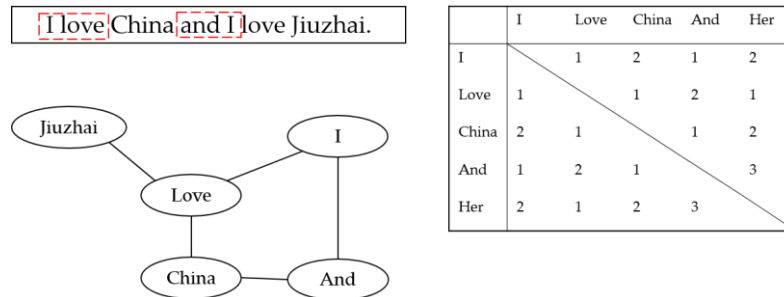 I love China and I love Jiuzhai.
Jiuzhai
I
Love
China
And
I Love China And Her
I 1 2 1 2
Love 1 1 2 1
China 2 1 1 2
And 1 2 1 3
Her 2 1 2 3